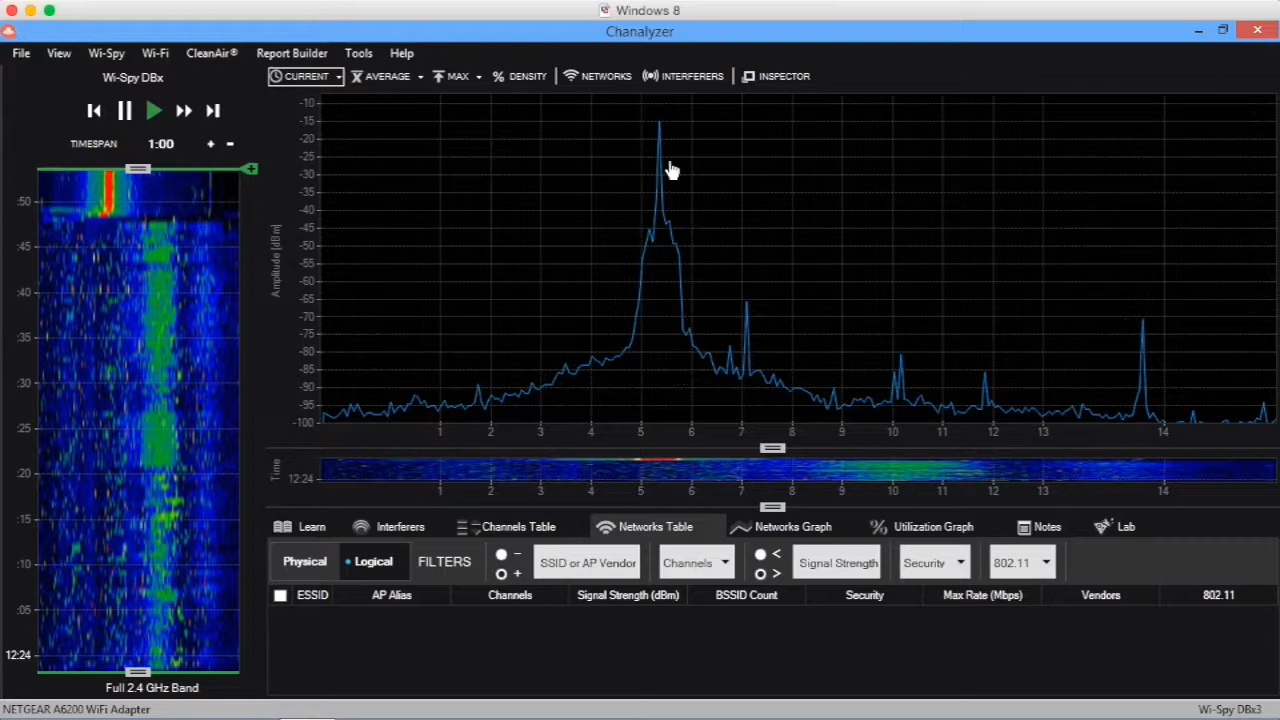 Windows 8
Chanalyzer
File View Wi-Spy Wi-Fi CleanAir® Report Builder Tools Help
Wi-Spy DBx
CURRENT AVERAGE MAX DENSITY NETWORKS INTERFERERS INSPECTOR
TIMESPAN 1:00 + -
:50
:45
:40
:35
:30
:25
:20
:15
:10
:05
12:24
Full 2.4 GHz Band
Amplitude [dBm]
-10
-15
-20
-25
-30
-35
-40
-45
-50
-55
-60
-65
-70
-75
-80
-85
-90
-95
-100
1 2 3 4 5 6 7 8 9 10 11 12 13 14
Time
12:24
1 2 3 4 5 6 7 8 9 10 11 12 13 14
Learn Interferers Channels Table Networks Table Networks Graph Utilization Graph Notes Lab
Physical Logical FILTERS - + SSID or AP Vendor Channels < > Signal Strength Security 802.11
ESSID AP Alias Channels Signal Strength (dBm) BSSID Count Security Max Rate (Mbps) Vendors 802.11
NETGEAR A6200 WiFi Adapter Wi-Spy DBx3